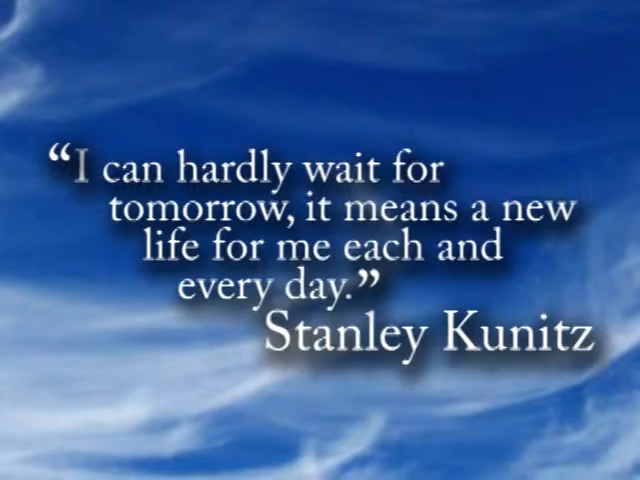 “I can hardly wait for
tomorrow, it means a new
life for me each and
every day.”
Stanley Kunitz